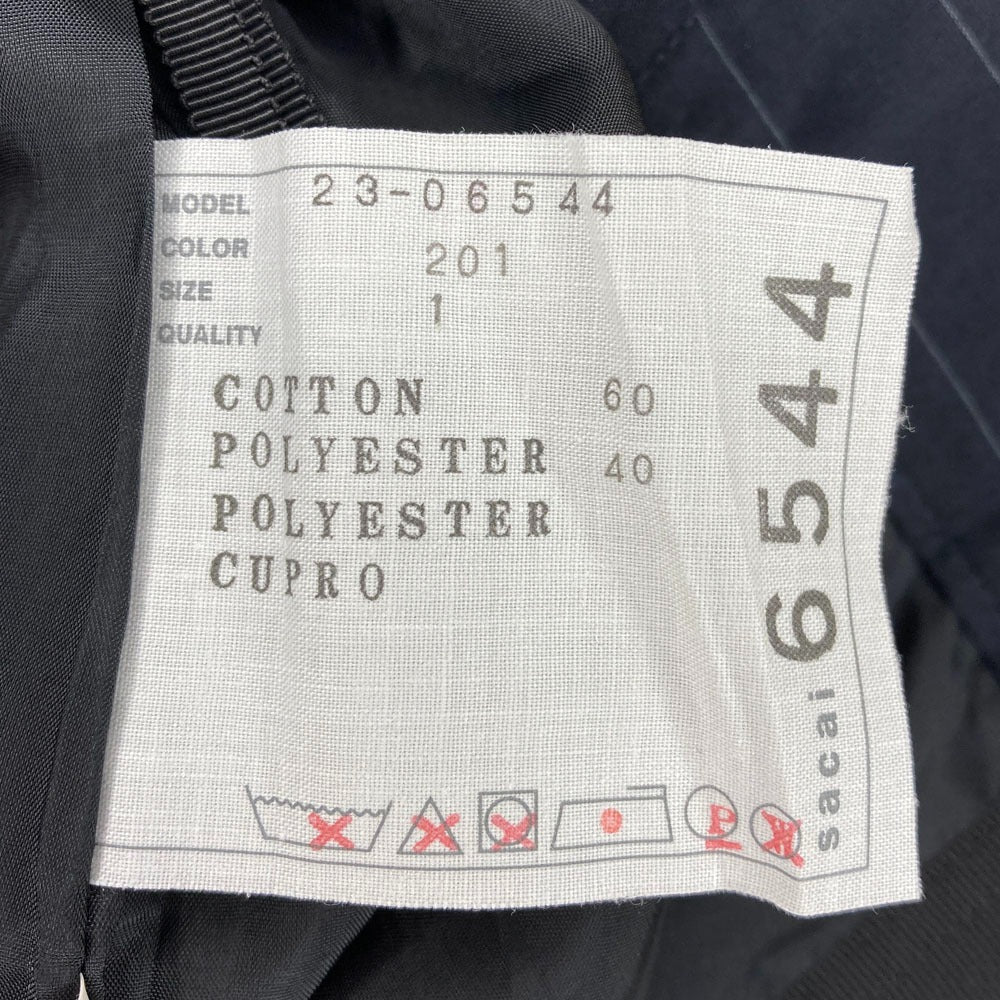 MODEL 23-06544
COLOR 201
SIZE 1
QUALITY
COTTON 60
POLYESTER 40
POLYESTER
CUPRO
P
W
sacai 6544